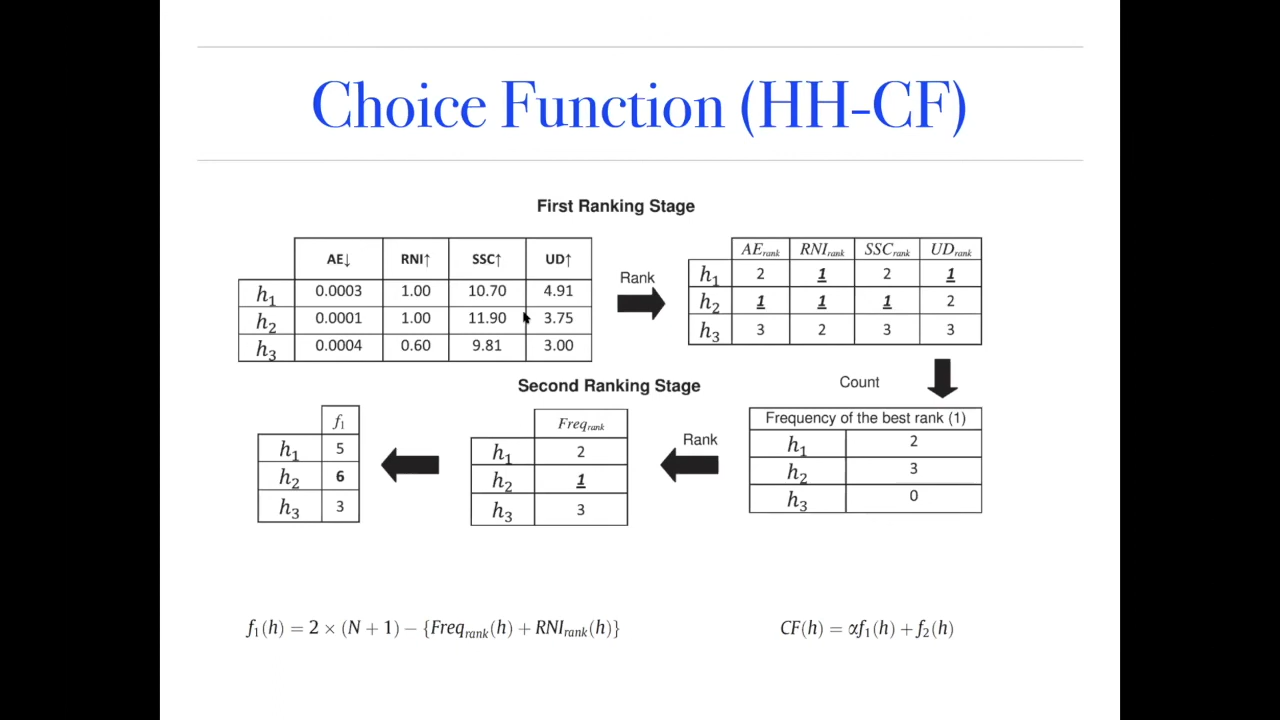 Choice Function (HH-CF)
First Ranking Stage
AE↓ RNI↑ SSC↑ UD↑
h1 0.0003 1.00 10.70 4.91
h2 0.0001 1.00 11.90 3.75
h3 0.0004 0.60 9.81 3.00
Rank
AErank RNIrank SSCrank UDrank
h1 2 1 2 1
h2 1 1 1 2
h3 3 2 3 3
Second Ranking Stage
Count
Frequency of the best rank (1)
h1 2
h2 3
h3 0
Rank
Freqrank
h1 2
h2 1
h3 3
f1
h1 5
h2 6
h3 3
f1(h) = 2 × (N + 1) − {Freqrank(h) + RNIrank(h)}
CF(h) = αf1(h) + f2(h)